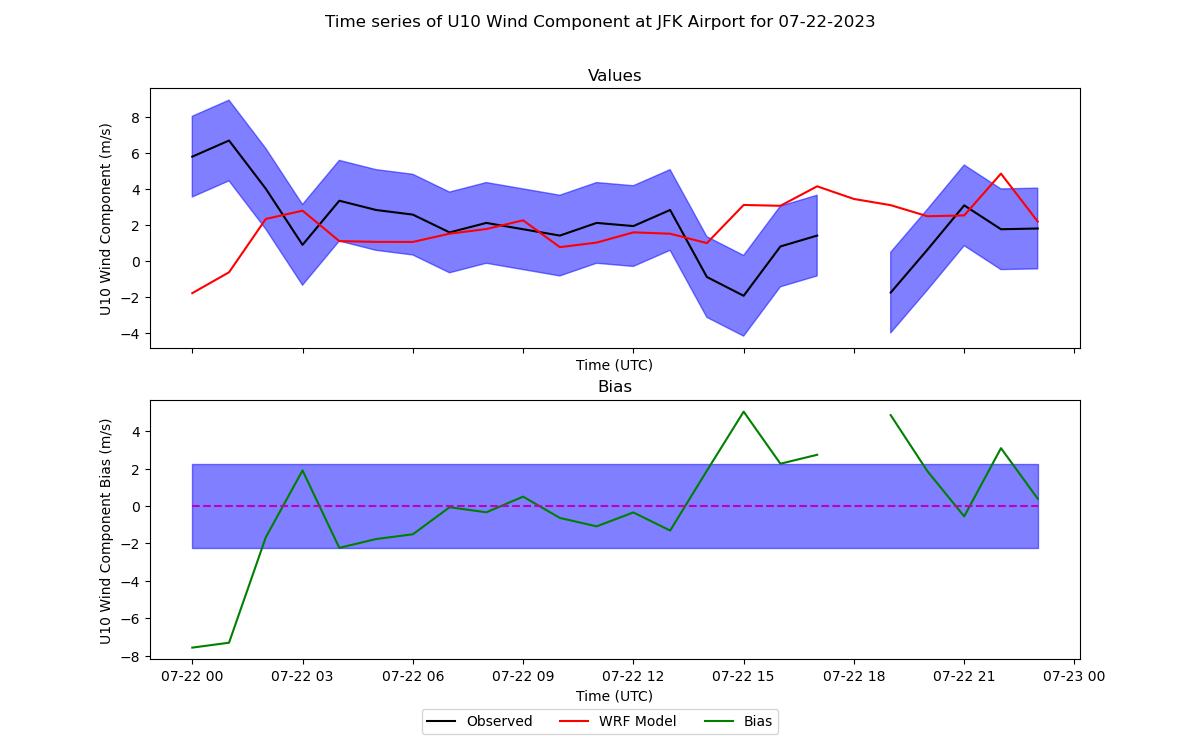 Time series of U10 Wind Component at JFK Airport for 07-22-2023
Values
U10 Wind Component (m/s)
8
6
4
2
0
−2
−4
Time (UTC)
Bias
U10 Wind Component Bias (m/s)
4
2
0
−2
−4
−6
−8
07-22 00 07-22 03 07-22 06 07-22 09 07-22 12 07-22 15 07-22 18 07-22 21 07-23 00
Time (UTC)
Observed WRF Model Bias